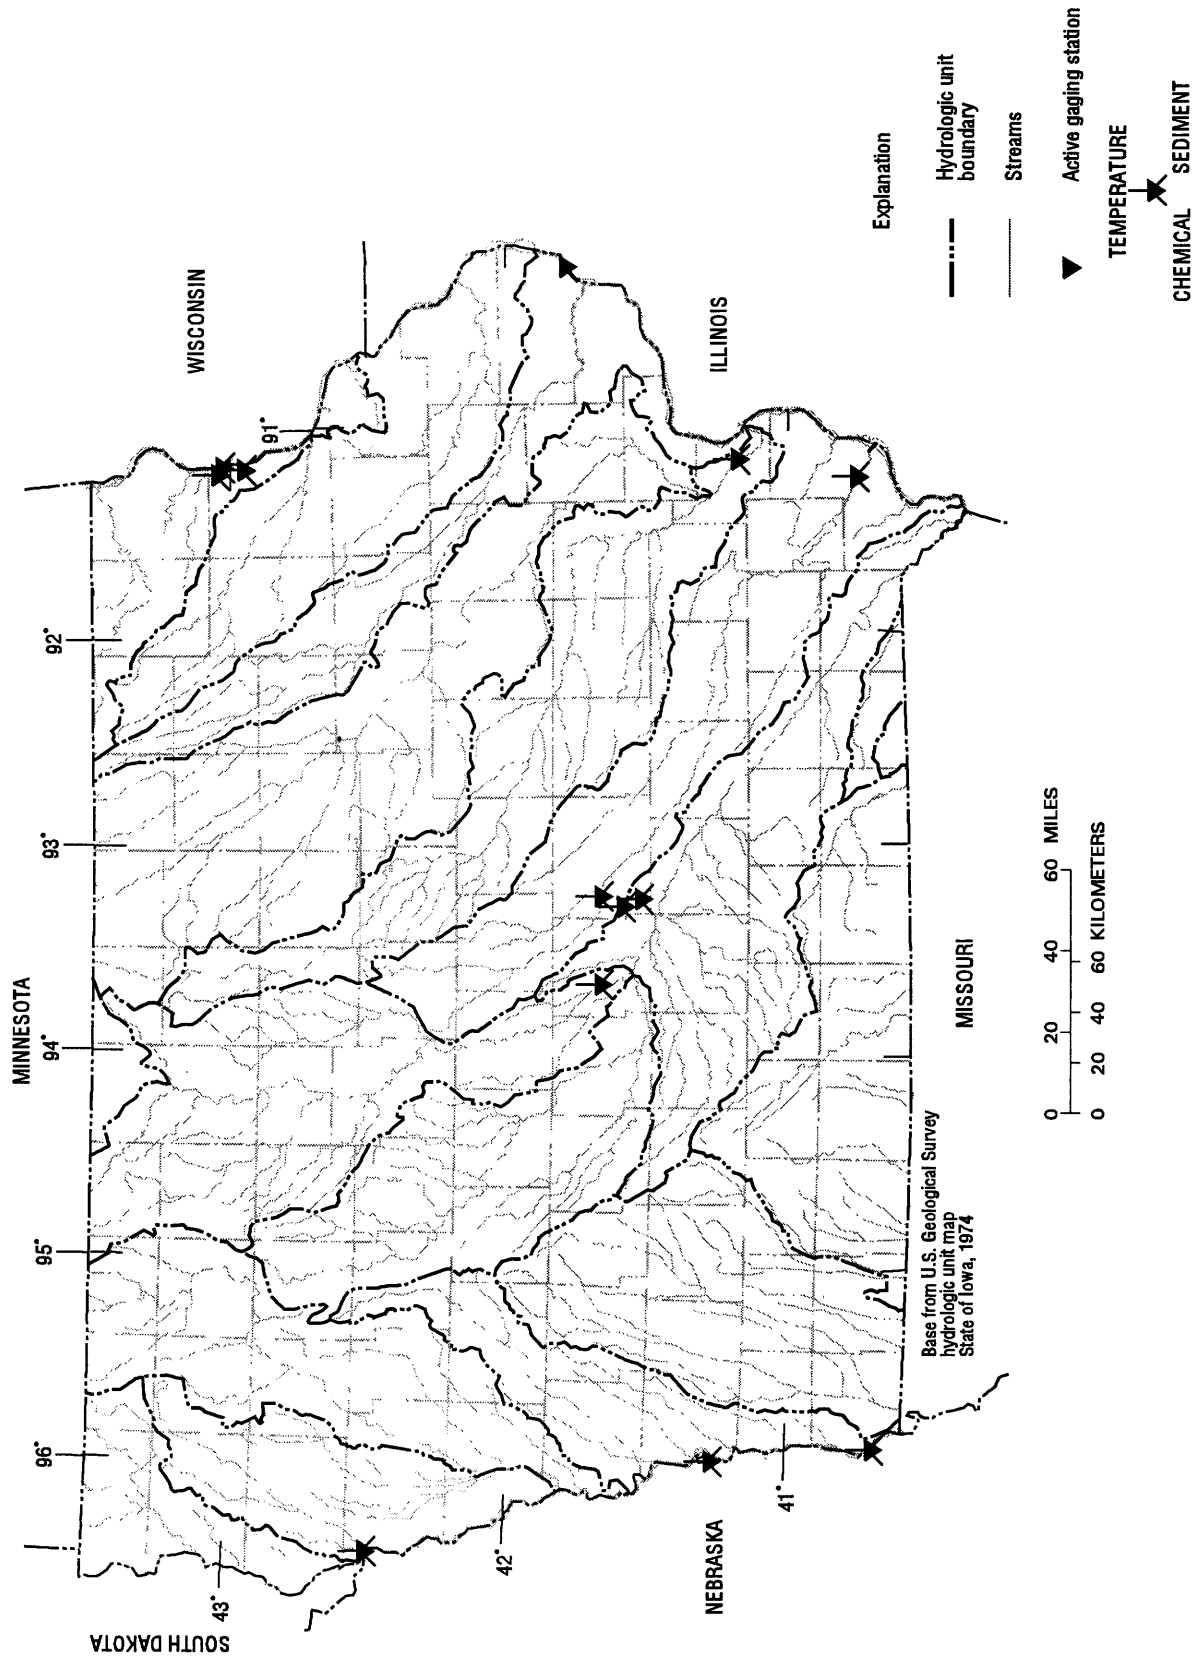 MINNESOTA
WISCONSIN
SOUTH DAKOTA
NEBRASKA
ILLINOIS
MISSOURI
96°
95°
94°
93°
92°
91°
43°
42°
41°
Base from U.S. Geological Survey
hydrologic unit map
State of Iowa, 1974
0 20 40 60 MILES
0 20 40 60 KILOMETERS
Explanation
Hydrologic unit
boundary
Streams
Active gaging station
TEMPERATURE
CHEMICAL SEDIMENT